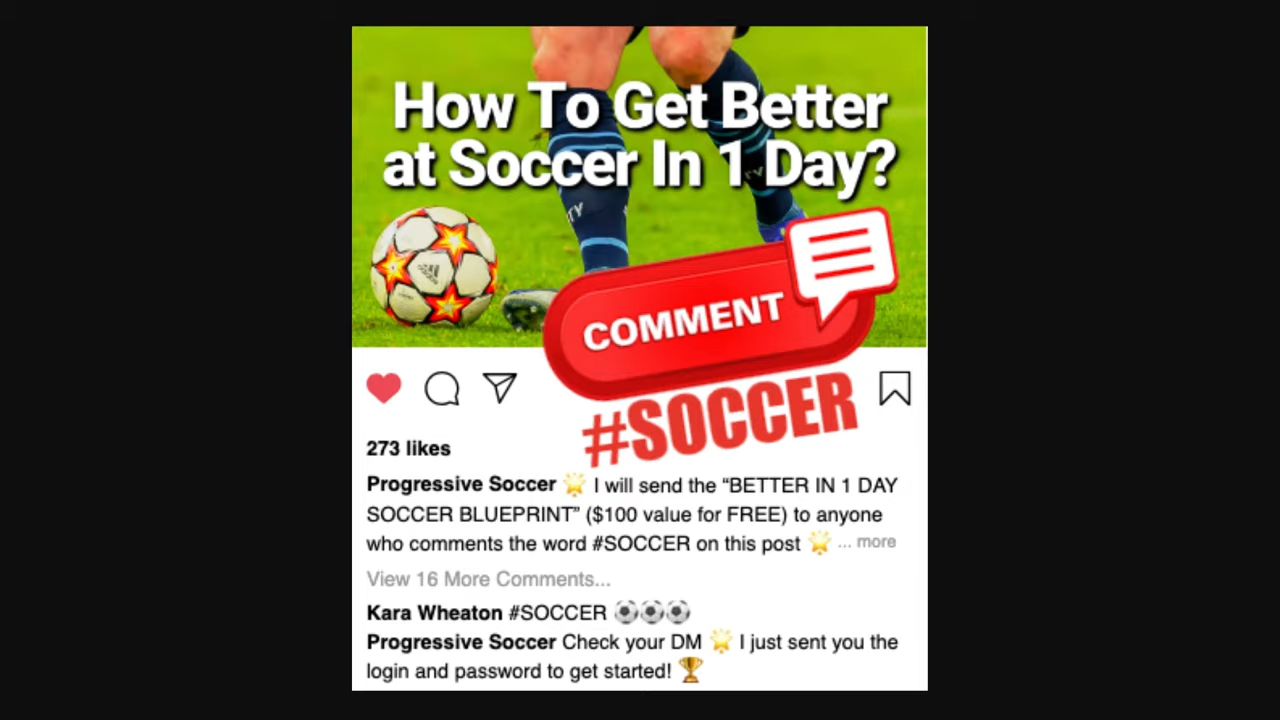 How To Get Better
at Soccer In 1 Day?
TY
TY
COMMENT
#SOCCER
273 likes
Progressive Soccer 🌟 I will send the “BETTER IN 1 DAY
SOCCER BLUEPRINT” ($100 value for FREE) to anyone
who comments the word #SOCCER on this post 🌟 ... more
View 16 More Comments...
Kara Wheaton #SOCCER ⚽⚽⚽
Progressive Soccer Check your DM 🌟 I just sent you the
login and password to get started! 🏆